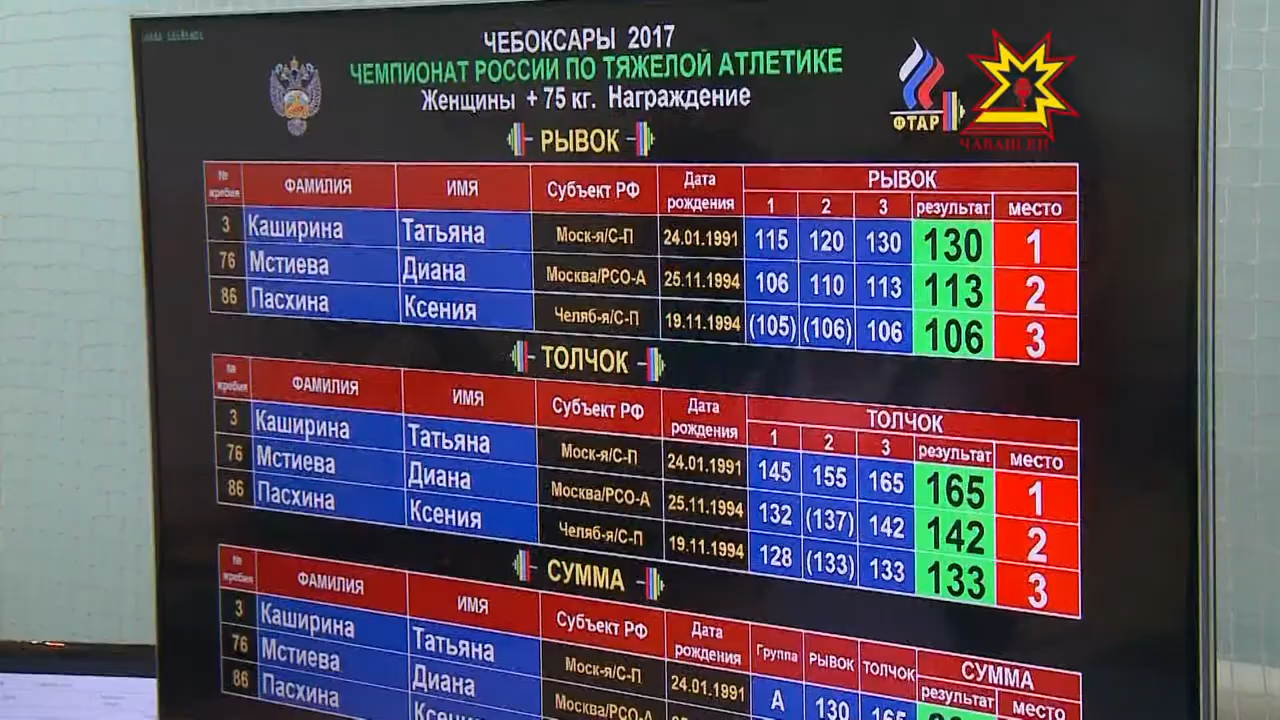 ЧЕБОКСАРЫ 2017
ЧЕМПИОНАТ РОССИИ ПО ТЯЖЕЛОЙ АТЛЕТИКЕ
Женщины + 75 кг. Награждение
ФТАР
ЧАВАШ ЕН
РЫВОК
№ жребия ФАМИЛИЯ ИМЯ Субъект РФ Дата рождения РЫВОК
1 2 3 результат место
3 Каширина Татьяна Моск-я/С-П 24.01.1991 115 120 130 130 1
76 Мстиева Диана Москва/РСО-А 25.11.1994 106 110 113 113 2
86 Пасхина Ксения Челяб-я/С-П 19.11.1994 (105) (106) 106 106 3
ТОЛЧОК
№ жребия ФАМИЛИЯ ИМЯ Субъект РФ Дата рождения ТОЛЧОК
1 2 3 результат место
3 Каширина Татьяна Моск-я/С-П 24.01.1991 145 155 165 165 1
76 Мстиева Диана Москва/РСО-А 25.11.1994 132 (137) 142 142 2
86 Пасхина Ксения Челяб-я/С-П 19.11.1994 128 (133) 133 133 3
СУММА
№ жребия ФАМИЛИЯ ИМЯ Субъект РФ Дата рождения Группа РЫВОК ТОЛЧОК СУММА
результат место
3 Каширина Татьяна Моск-я/С-П 24.01.1991 А 130 165
76 Мстиева Диана Москва/РСО-А
86 Пасхина Ксения